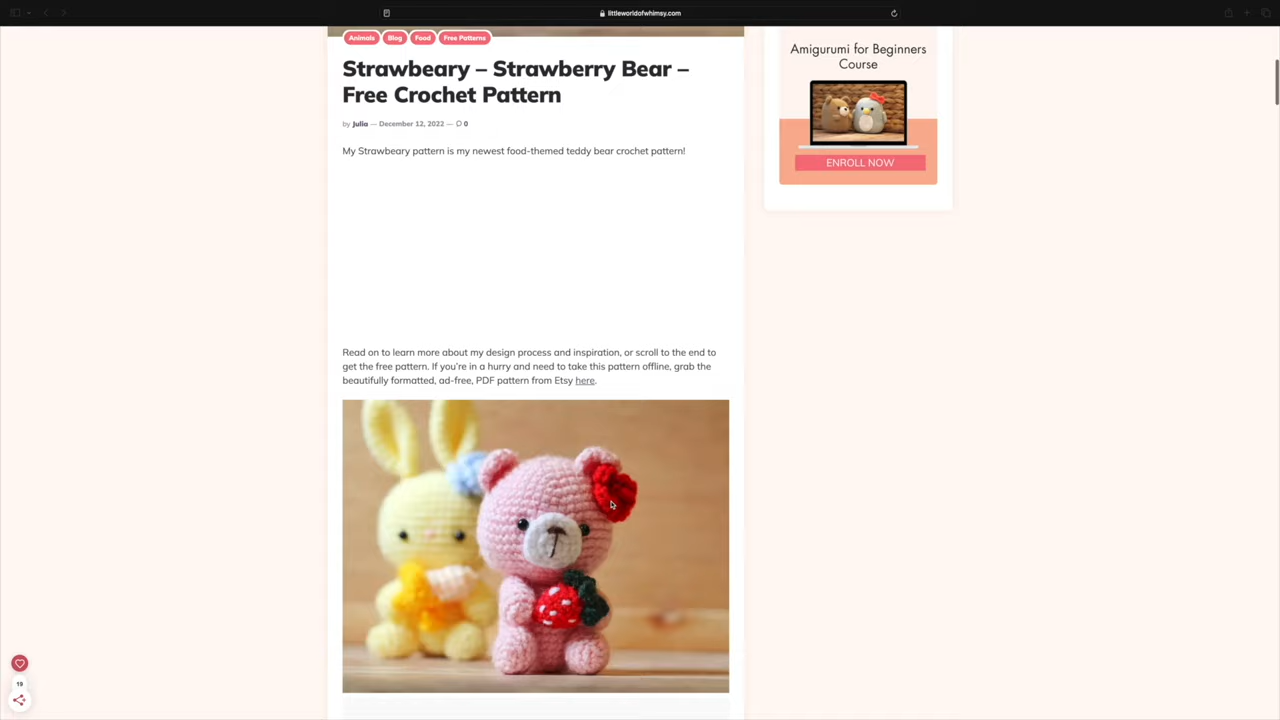 littleworldofwhimsy.com
Animals
Blog
Food
Free Patterns
Strawbeary – Strawberry Bear –
Free Crochet Pattern
by Julia — December 12, 2022 — 0
My Strawbeary pattern is my newest food-themed teddy bear crochet pattern!
Read on to learn more about my design process and inspiration, or scroll to the end to
get the free pattern. If you're in a hurry and need to take this pattern offline, grab the
beautifully formatted, ad-free, PDF pattern from Etsy here.
Amigurumi for Beginners
Course
ENROLL NOW
19